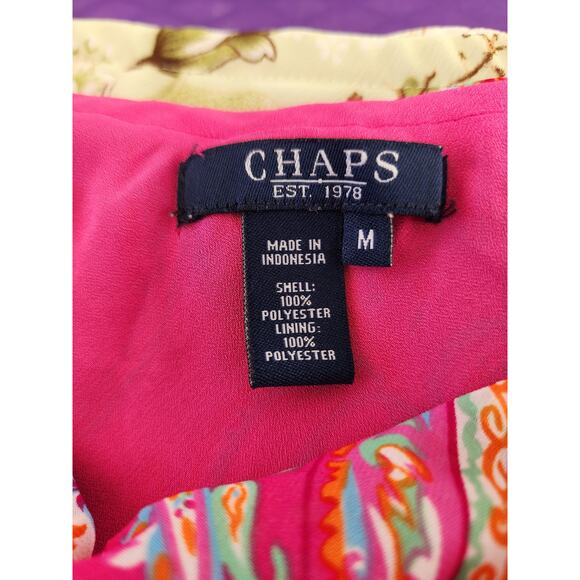 CHAPS
EST. 1978
M
MADE IN
INDONESIA
SHELL:
100%
POLYESTER
LINING:
100%
POLYESTER